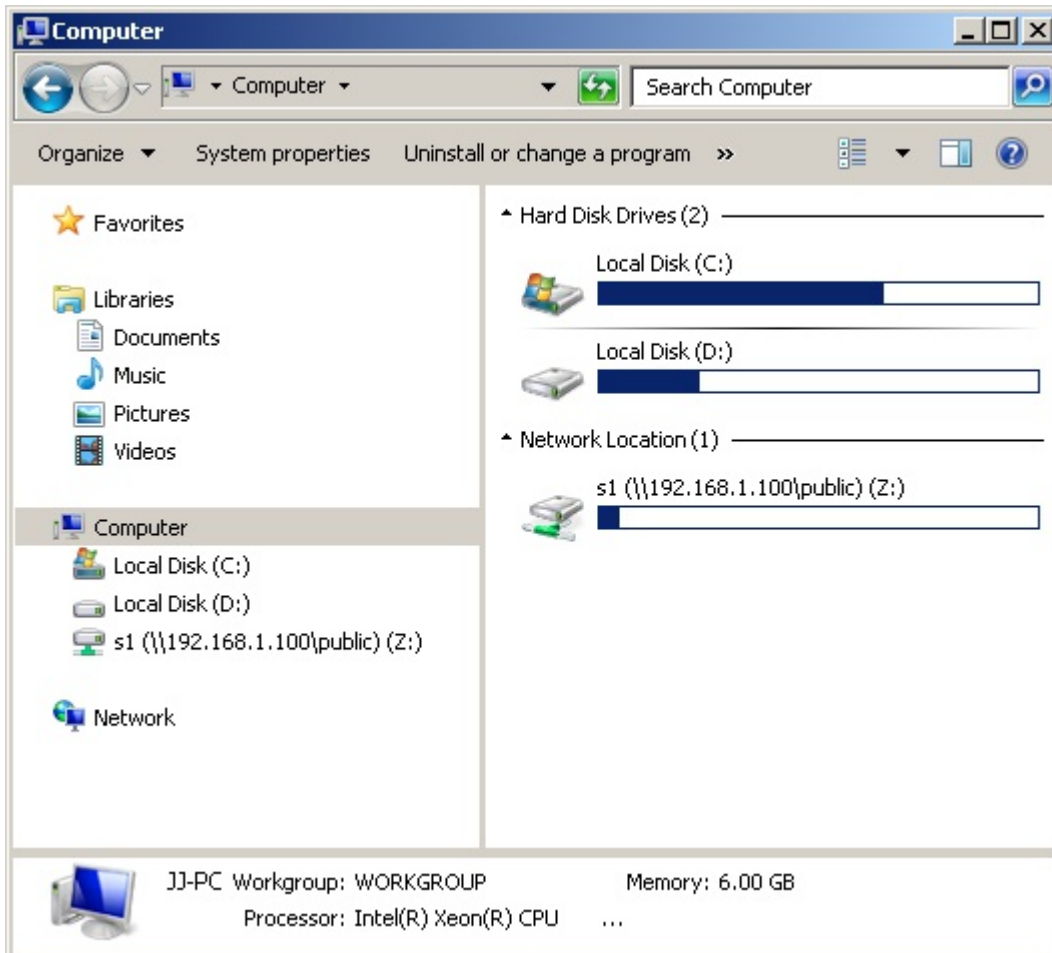 Computer
Computer
Search Computer
Organize System properties Uninstall or change a program »
Favorites
Libraries
Documents
Music
Pictures
Videos
Computer
Local Disk (C:)
Local Disk (D:)
s1 (\\192.168.1.100\public) (Z:)
Network
Hard Disk Drives (2)
Local Disk (C:)
Local Disk (D:)
Network Location (1)
s1 (\\192.168.1.100\public) (Z:)
JJ-PC Workgroup: WORKGROUP Memory: 6.00 GB
Processor: Intel(R) Xeon(R) CPU ...